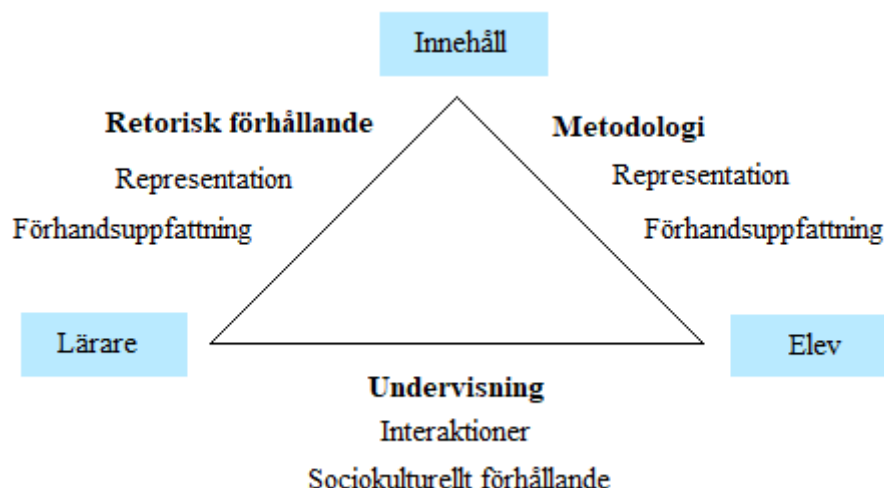 Innehåll
Retorisk förhållande
Metodologi
Representation
Representation
Förhandsuppfattning
Förhandsuppfattning
Lärare
Elev
Undervisning
Interaktioner
Sociokulturellt förhållande